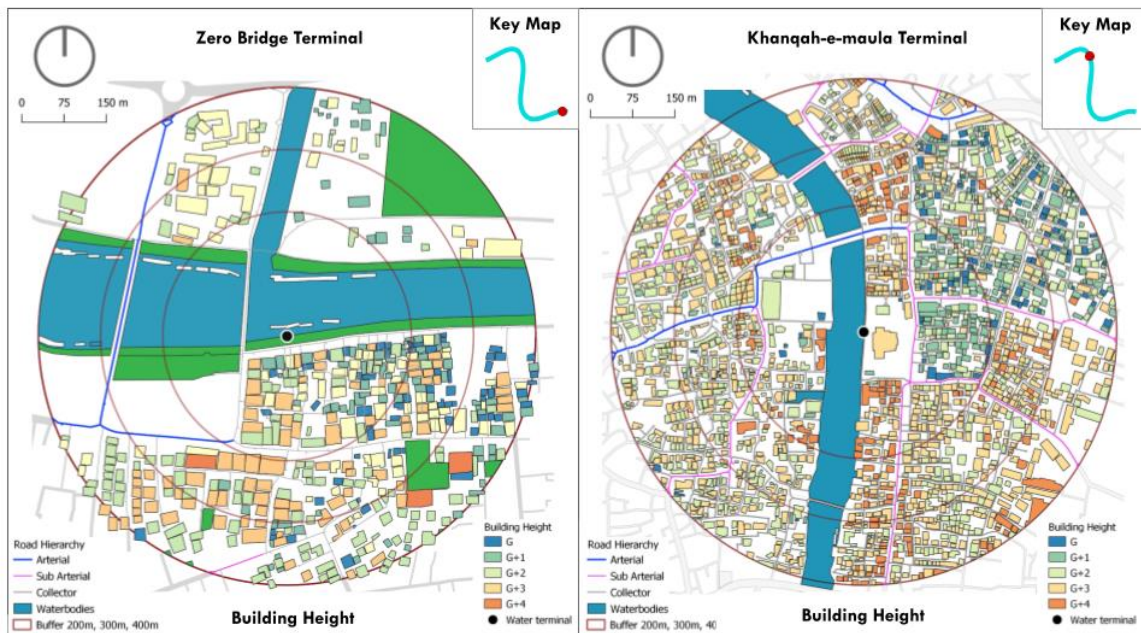 Zero Bridge Terminal
Key Map
0 75 150 m
Road Hierarchy
Arterial
Sub Arterial
Collector
Waterbodies
Buffer 200m, 300m, 400m
Building Height
Building Height
G
G+1
G+2
G+3
G+4
Water terminal
Khanqah-e-maula Terminal
Key Map
0 75 150 m
Road Hierarchy
Arterial
Sub Arterial
Collector
Waterbodies
Buffer 200m, 300m, 40
Building Height
Building Height
G
G+1
G+2
G+3
G+4
Water terminal